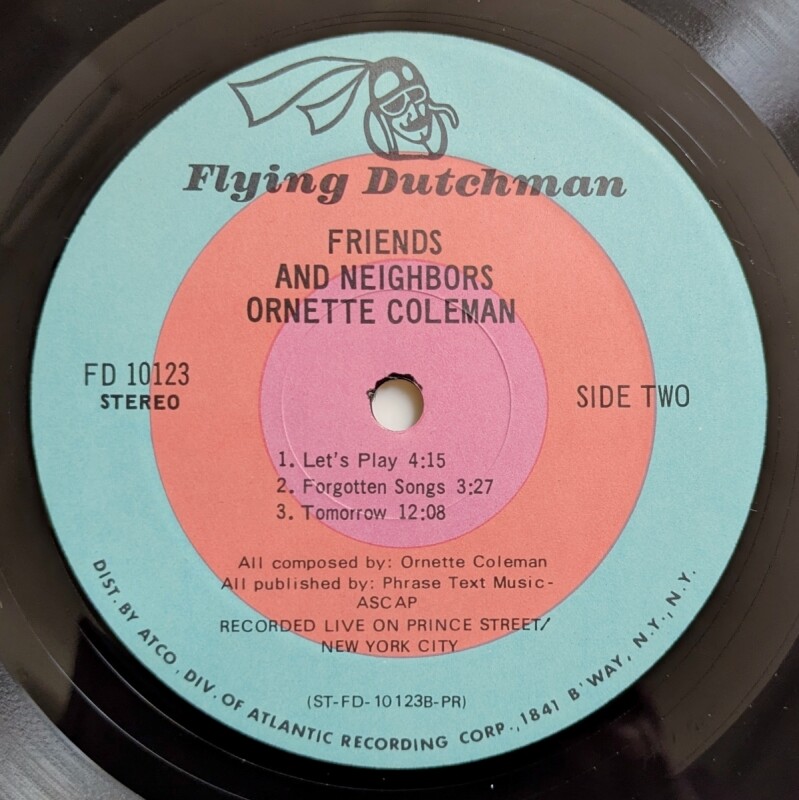 Flying Dutchman
FRIENDS
AND NEIGHBORS
ORNETTE COLEMAN
FD 10123
STEREO
SIDE TWO
1. Let's Play 4:15
2. Forgotten Songs 3:27
3. Tomorrow 12:08
All composed by: Ornette Coleman
All published by: Phrase Text Music-
ASCAP
RECORDED LIVE ON PRINCE STREET/
NEW YORK CITY
(ST-FD-10123B-PR)
DIST. BY ATCO, DIV. OF ATLANTIC RECORDING CORP., 1841 B'WAY, N.Y., N.Y.